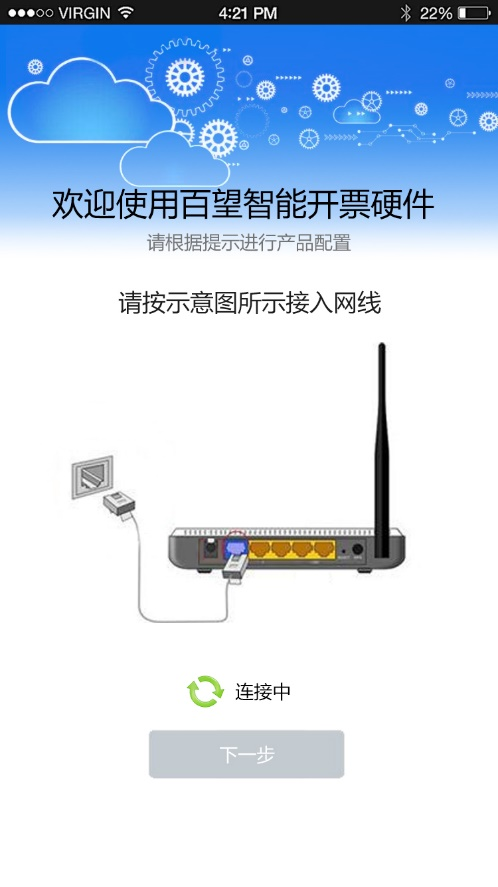 VIRGIN 4:21 PM 22%
欢迎使用百望智能开票硬件
请根据提示进行产品配置
请按示意图所示接入网线
连接中
下一步